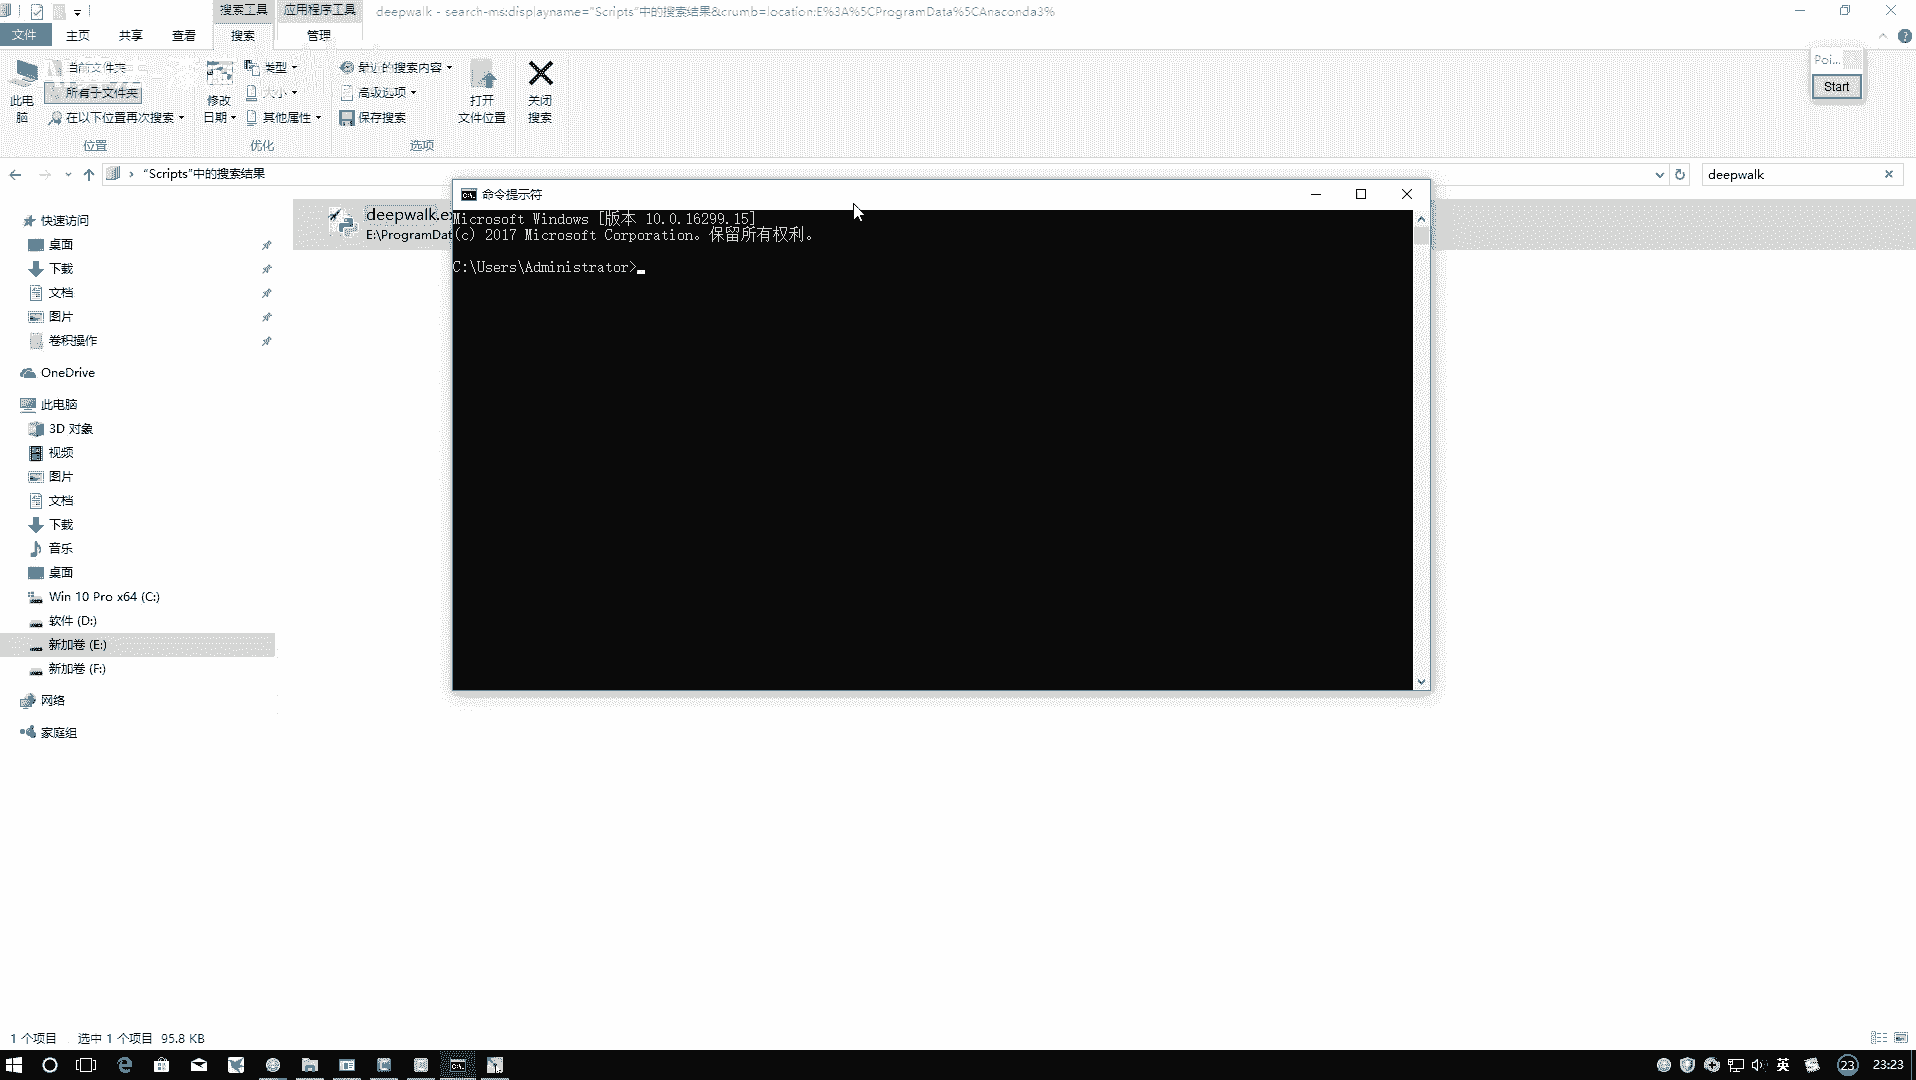 搜索工具 应用程序工具 deepwalk - search-ms:displayname="Scripts"中的搜索结果&crumb=location:E%3A%5CProgramData%5CAnaconda3%
文件 主页 共享 查看 搜索 管理
当前文件夹 类型 最近的搜索内容
所有子文件夹 大小 高级选项
此电脑 在以下位置再次搜索 修改日期 其他属性 保存搜索 打开文件位置 关闭搜索
位置 优化 选项
Poi...
Start
“Scripts”中的搜索结果
deepwalk
快速访问
桌面
下载
文档
图片
卷积操作
OneDrive
此电脑
3D 对象
视频
图片
文档
下载
音乐
桌面
Win 10 Pro x64 (C:)
软件 (D:)
新加卷 (E:)
新加卷 (F:)
网络
家庭组
deepwalk.ex
E:\ProgramDat
命令提示符
Microsoft Windows [版本 10.0.16299.15]
(c) 2017 Microsoft Corporation。保留所有权利。
C:\Users\Administrator>
1 个项目 选中 1 个项目 95.8 KB
英 23 23:23